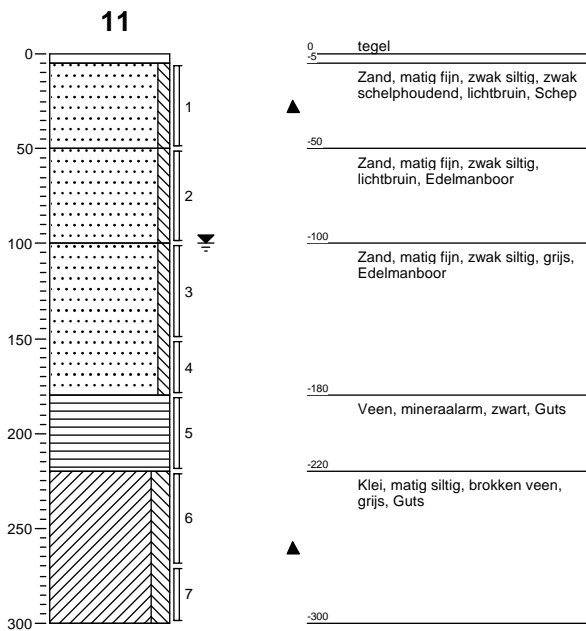 11
0
50
100
150
200
250
300
1
2
3
4
5
6
7
0
tegel
-5
Zand, matig fijn, zwak siltig, zwak
schelphoudend, lichtbruin, Schep
-50
Zand, matig fijn, zwak siltig,
lichtbruin, Edelmanboor
-100
Zand, matig fijn, zwak siltig, grijs,
Edelmanboor
-180
Veen, mineraalarm, zwart, Guts
-220
Klei, matig siltig, brokken veen,
grijs, Guts
-300